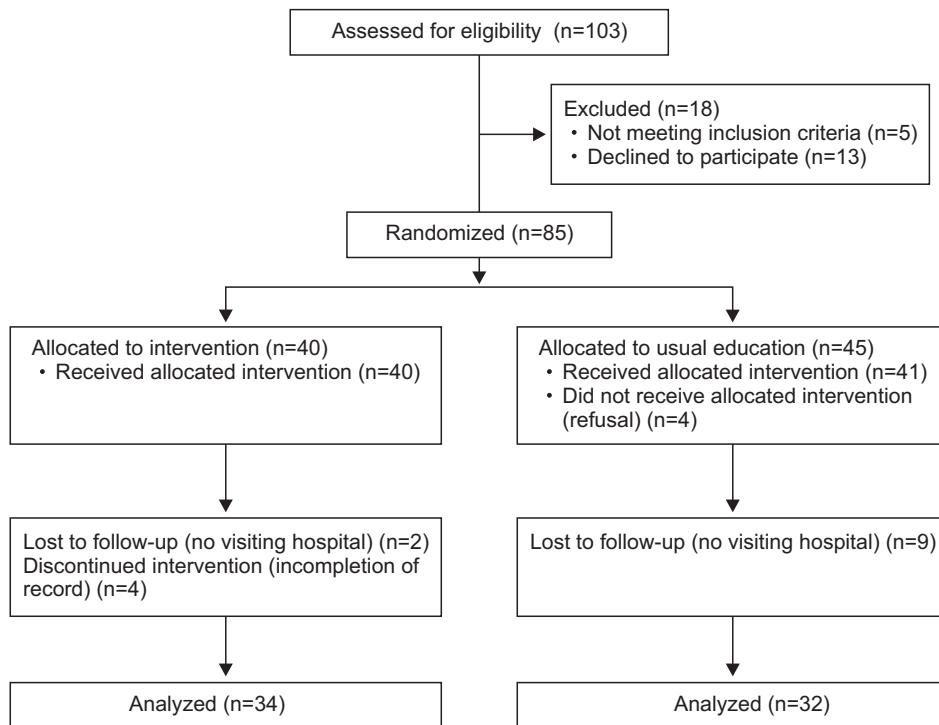 Assessed for eligibility (n=103)
Excluded (n=18)
• Not meeting inclusion criteria (n=5)
• Declined to participate (n=13)
Randomized (n=85)
Allocated to intervention (n=40)
• Received allocated intervention (n=40)
Allocated to usual education (n=45)
• Received allocated intervention (n=41)
• Did not receive allocated intervention
(refusal) (n=4)
Lost to follow-up (no visiting hospital) (n=2)
Discontinued intervention (incompletion of
record) (n=4)
Lost to follow-up (no visiting hospital) (n=9)
Analyzed (n=34)
Analyzed (n=32)